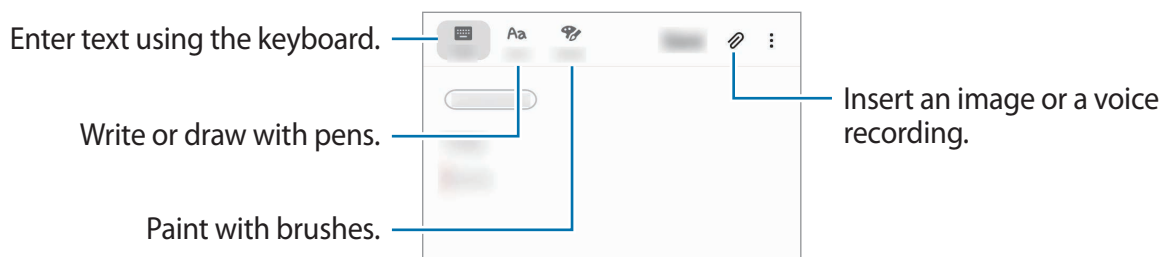 Enter text using the keyboard.
Aa
Write or draw with pens.
Insert an image or a voice
recording.
Paint with brushes.